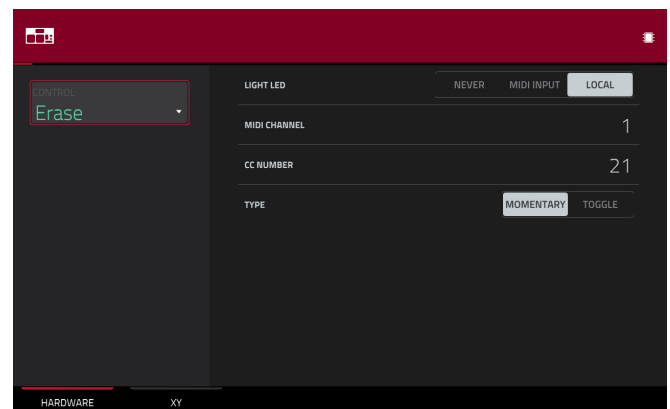 CONTROL
Erase
LIGHT LED NEVER MIDI INPUT LOCAL
MIDI CHANNEL 1
CC NUMBER 21
TYPE MOMENTARY TOGGLE
HARDWARE XY